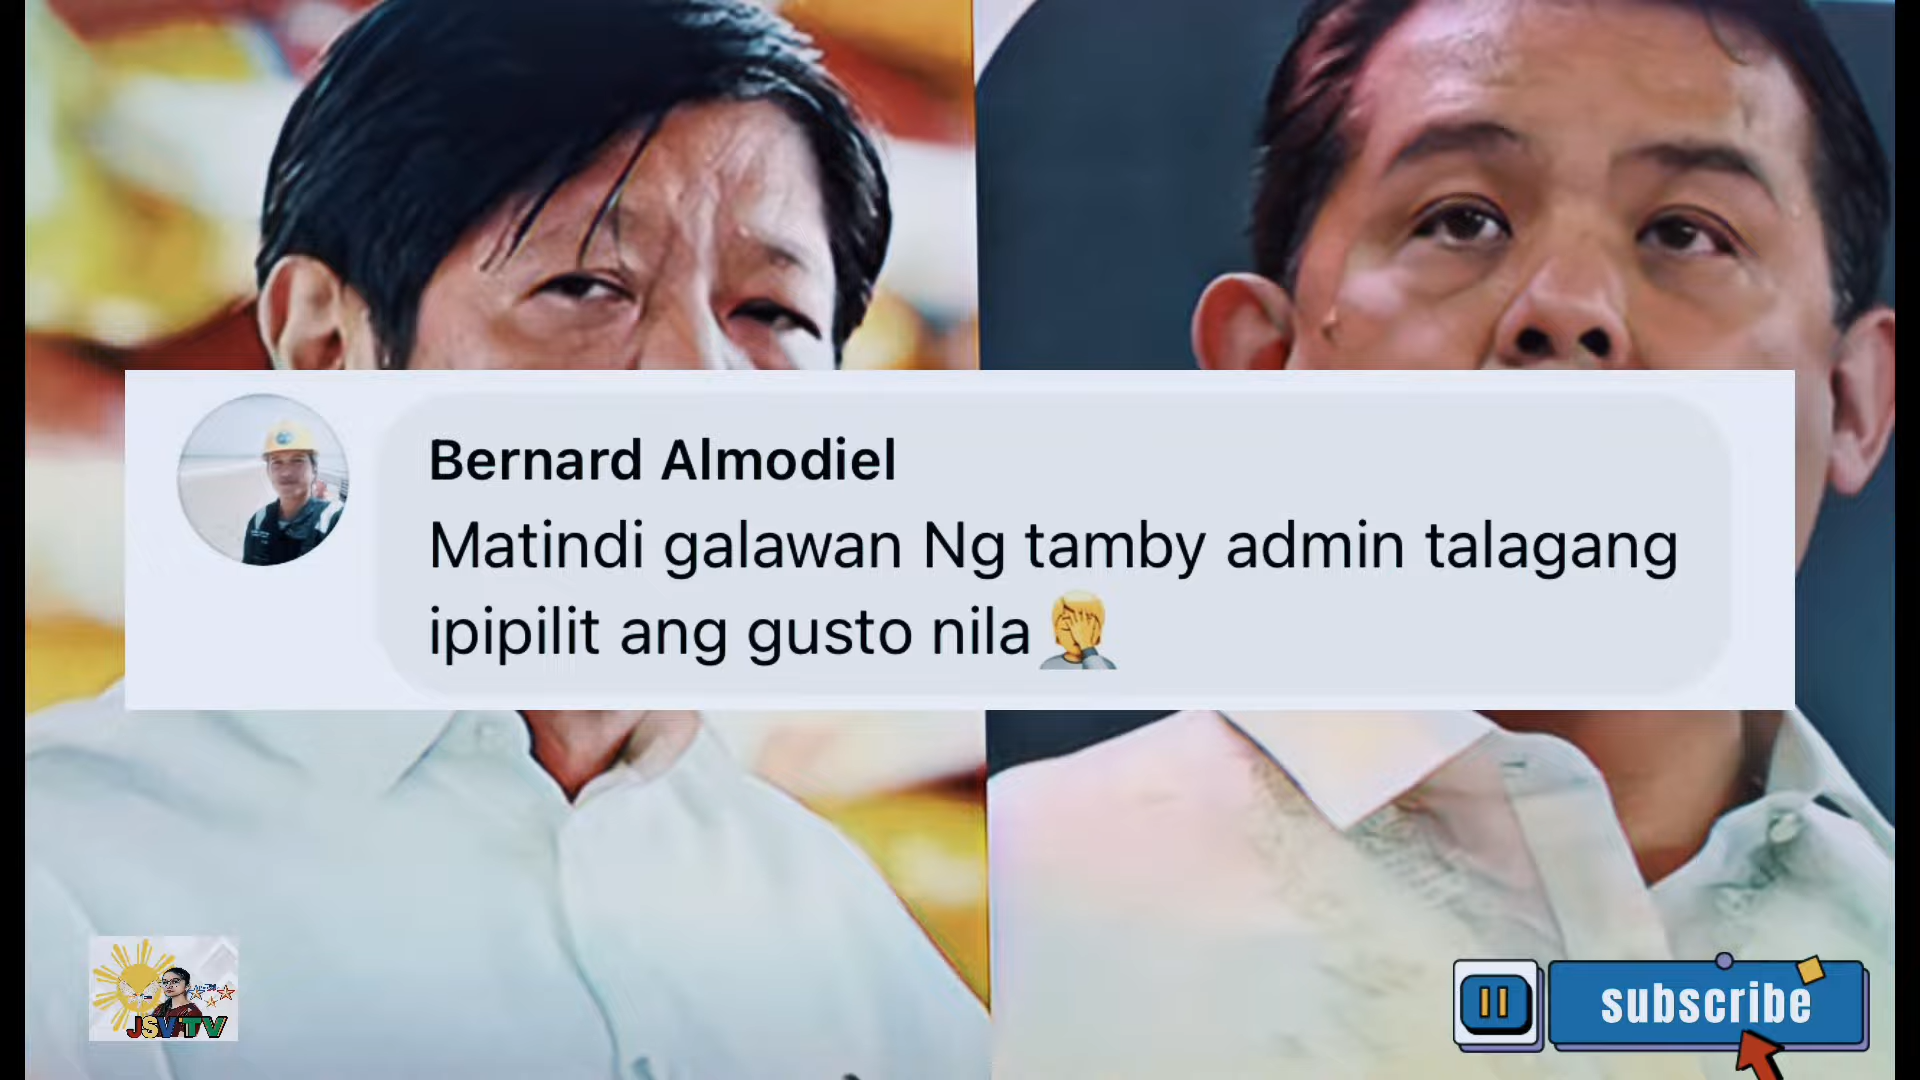 Bernard Almodiel
Matindi galawan Ng tamby admin talagang
ipipilit ang gusto nila🤦
JSV TV
subscribe